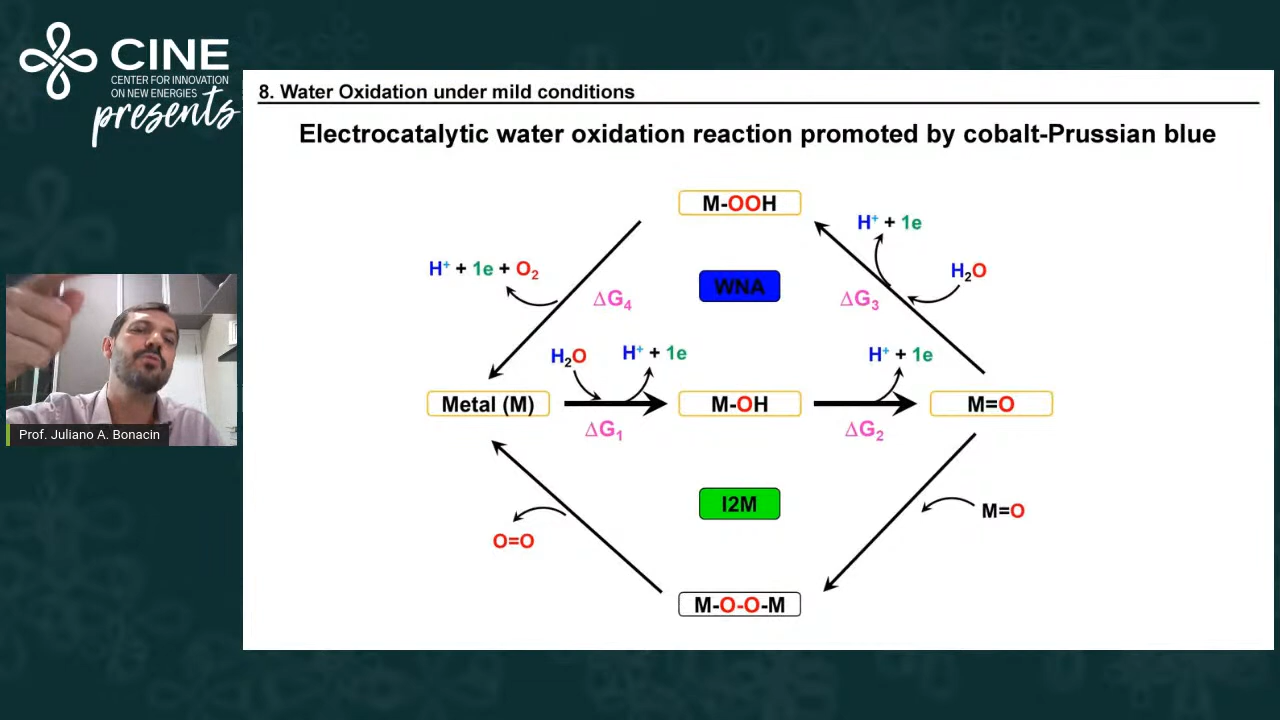 CINE
CENTER FOR INNOVATION
ON NEW ENERGIES
presents
8. Water Oxidation under mild conditions
Electrocatalytic water oxidation reaction promoted by cobalt-Prussian blue
M-OOH
H⁺ + 1e
H₂O
H⁺ + 1e + O₂
WNA
ΔG₄
ΔG₃
H₂O
H⁺ + 1e
H⁺ + 1e
Metal (M)
M-OH
M=O
ΔG₁
ΔG₂
I2M
M=O
O=O
M-O-O-M
Prof. Juliano A. Bonacin